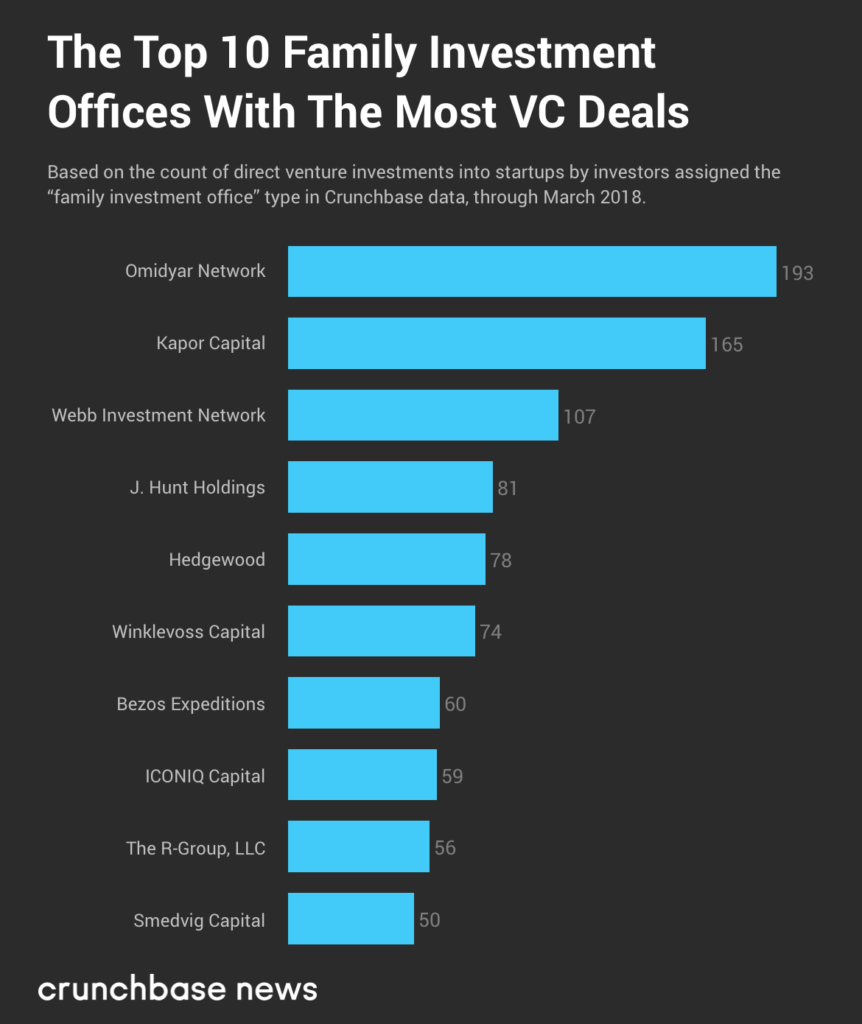 The Top 10 Family Investment
Offices With The Most VC Deals
Based on the count of direct venture investments into startups by investors assigned the
“family investment office” type in Crunchbase data, through March 2018.
Omidyar Network 193
Kapor Capital 165
Webb Investment Network 107
J. Hunt Holdings 81
Hedgewood 78
Winklevoss Capital 74
Bezos Expeditions 60
ICONIQ Capital 59
The R-Group, LLC 56
Smedvig Capital 50
crunchbase news